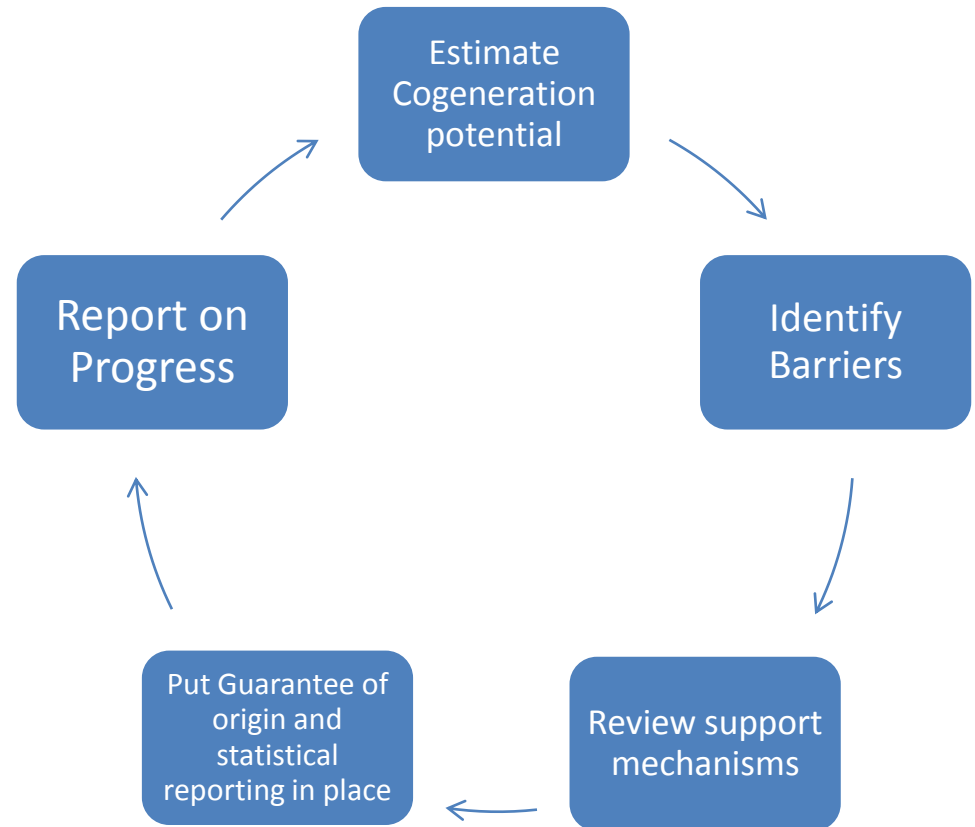 Estimate
Cogeneration
potential
Identify
Barriers
Review support
mechanisms
Put Guarantee of
origin and
statistical
reporting in place
Report on
Progress